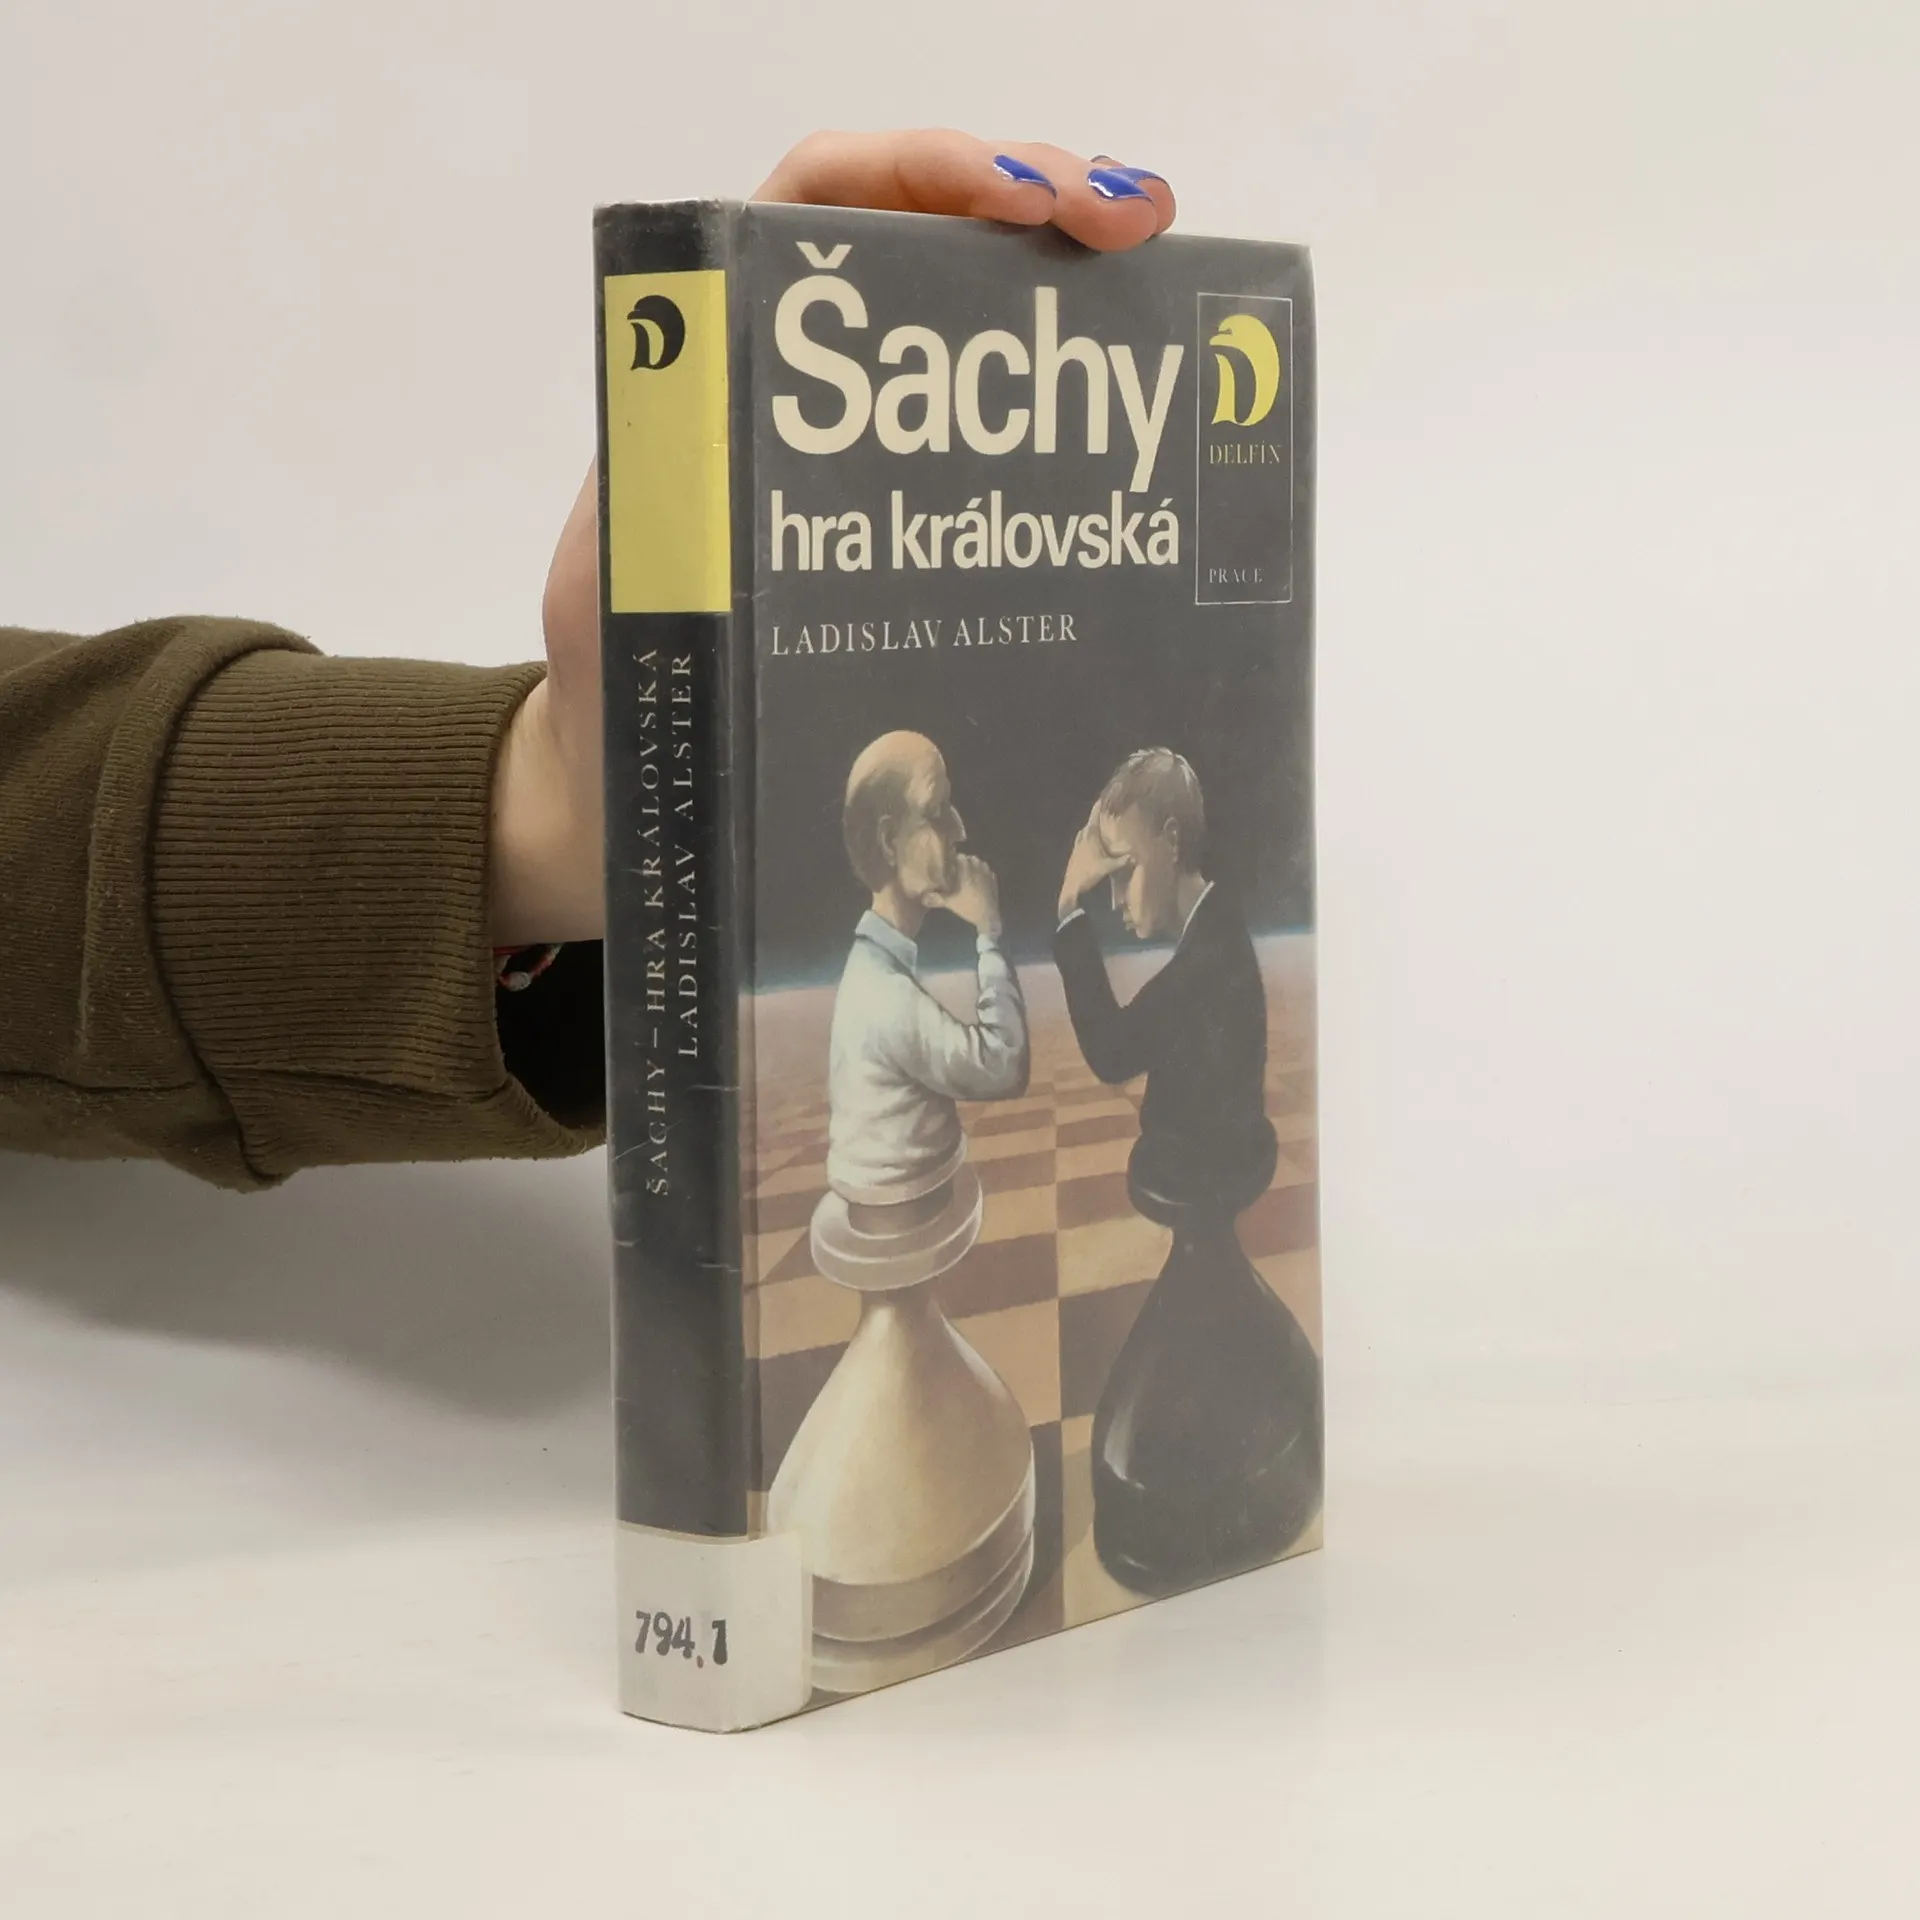 Šachy
hra královská
LADISLAV ALSTER
D
DELFÍN
PRÁCE
D
ŠACHY – HRA KRÁLOVSKÁ
LADISLAV ALSTER
794.1